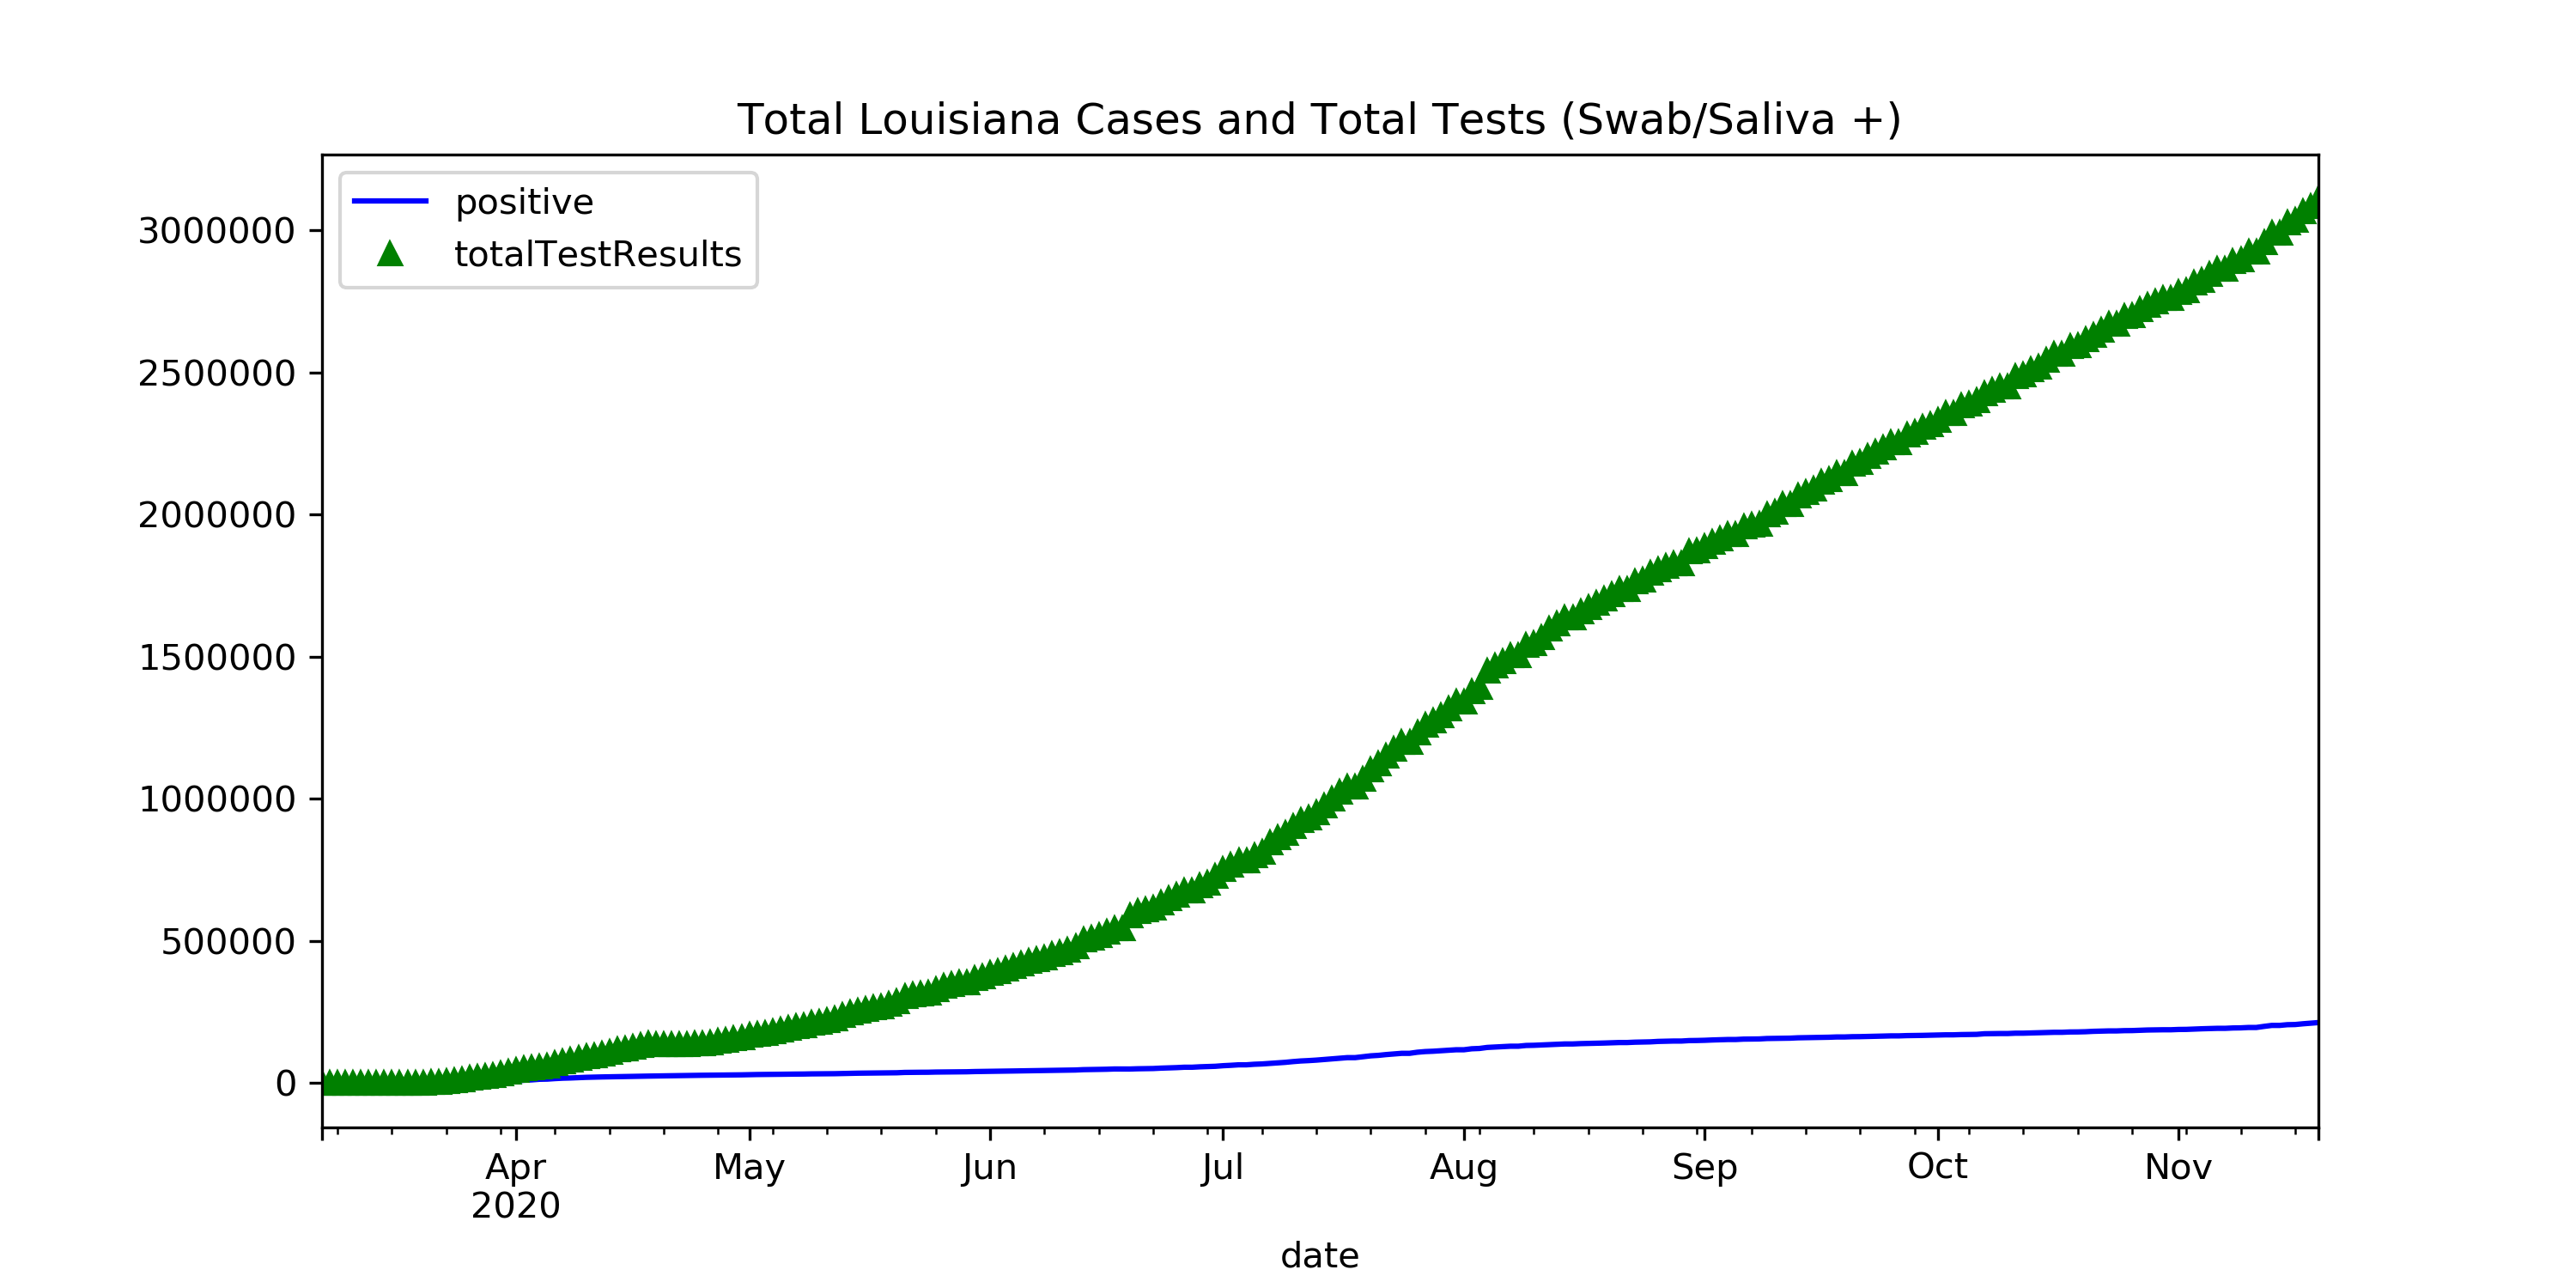 Total Louisiana Cases and Total Tests (Swab/Saliva +)
positive
totalTestResults
3000000
2500000
2000000
1500000
1000000
500000
0
Apr May Jun Jul Aug Sep Oct Nov
2020
date